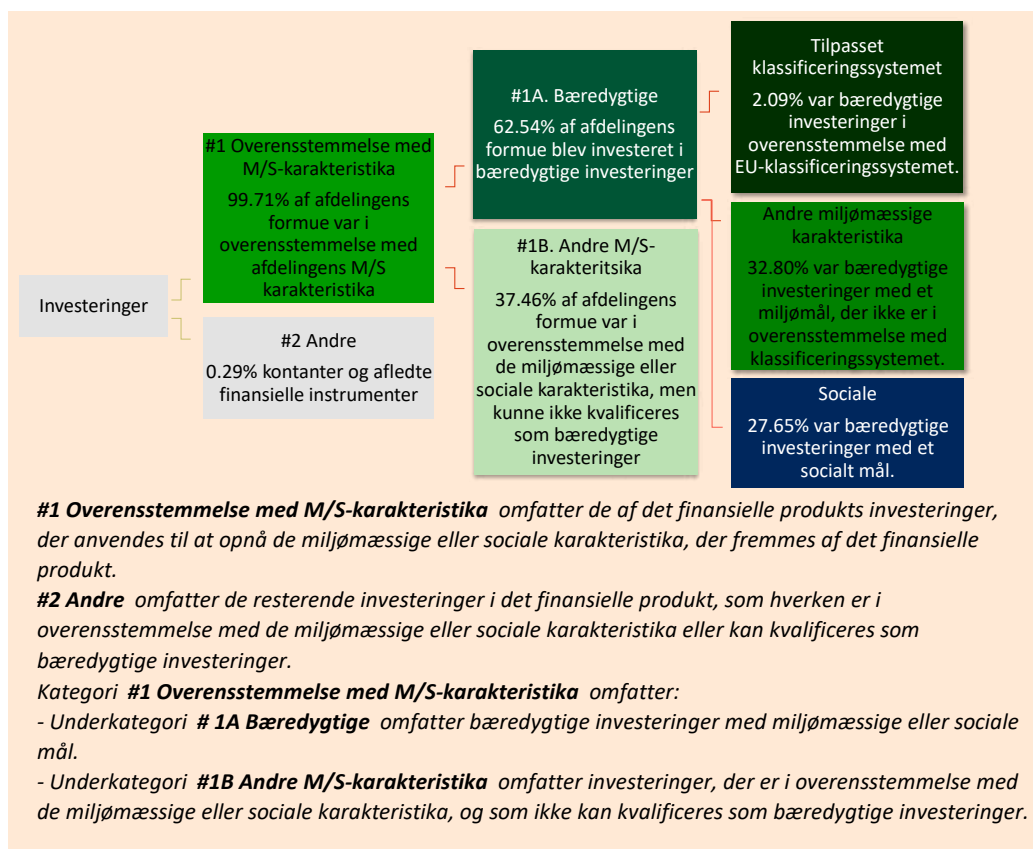 Investeringer
#1 Overensstemmelse med
M/S-karakteristika
99.71% af afdelingens
formue var i
overensstemmelse med
afdelingens M/S
karakteristika
#2 Andre
0.29% kontanter og afledte
finansielle instrumenter
#1A. Bæredygtige
62.54% af afdelingens
formue blev investeret i
bæredygtige investeringer
#1B. Andre M/S-
karakteritsika
37.46% af afdelingens
formue var i
overensstemmelse med
de miljømæssige eller
sociale karakteristika, men
kunne ikke kvalificeres
som bæredygtige
investeringer
Tilpasset
klassificeringssystemet
2.09% var bæredygtige
investeringer i
overensstemmelse med
EU-klassificeringssystemet.
Andre miljømæssige
karakteristika
32.80% var bæredygtige
investeringer med et
miljømål, der ikke er i
overensstemmelse med
klassificeringssystemet.
Sociale
27.65% var bæredygtige
investeringer med et
socialt mål.
#1 Overensstemmelse med M/S-karakteristika omfatter de af det finansielle produkts investeringer,
der anvendes til at opnå de miljømæssige eller sociale karakteristika, der fremmes af det finansielle
produkt.
#2 Andre omfatter de resterende investeringer i det finansielle produkt, som hverken er i
overensstemmelse med de miljømæssige eller sociale karakteristika eller kan kvalificeres som
bæredygtige investeringer.
Kategori #1 Overensstemmelse med M/S-karakteristika omfatter:
- Underkategori # 1A Bæredygtige omfatter bæredygtige investeringer med miljømæssige eller sociale
mål.
- Underkategori #1B Andre M/S-karakteristika omfatter investeringer, der er i overensstemmelse med
de miljømæssige eller sociale karakteristika, og som ikke kan kvalificeres som bæredygtige investeringer.